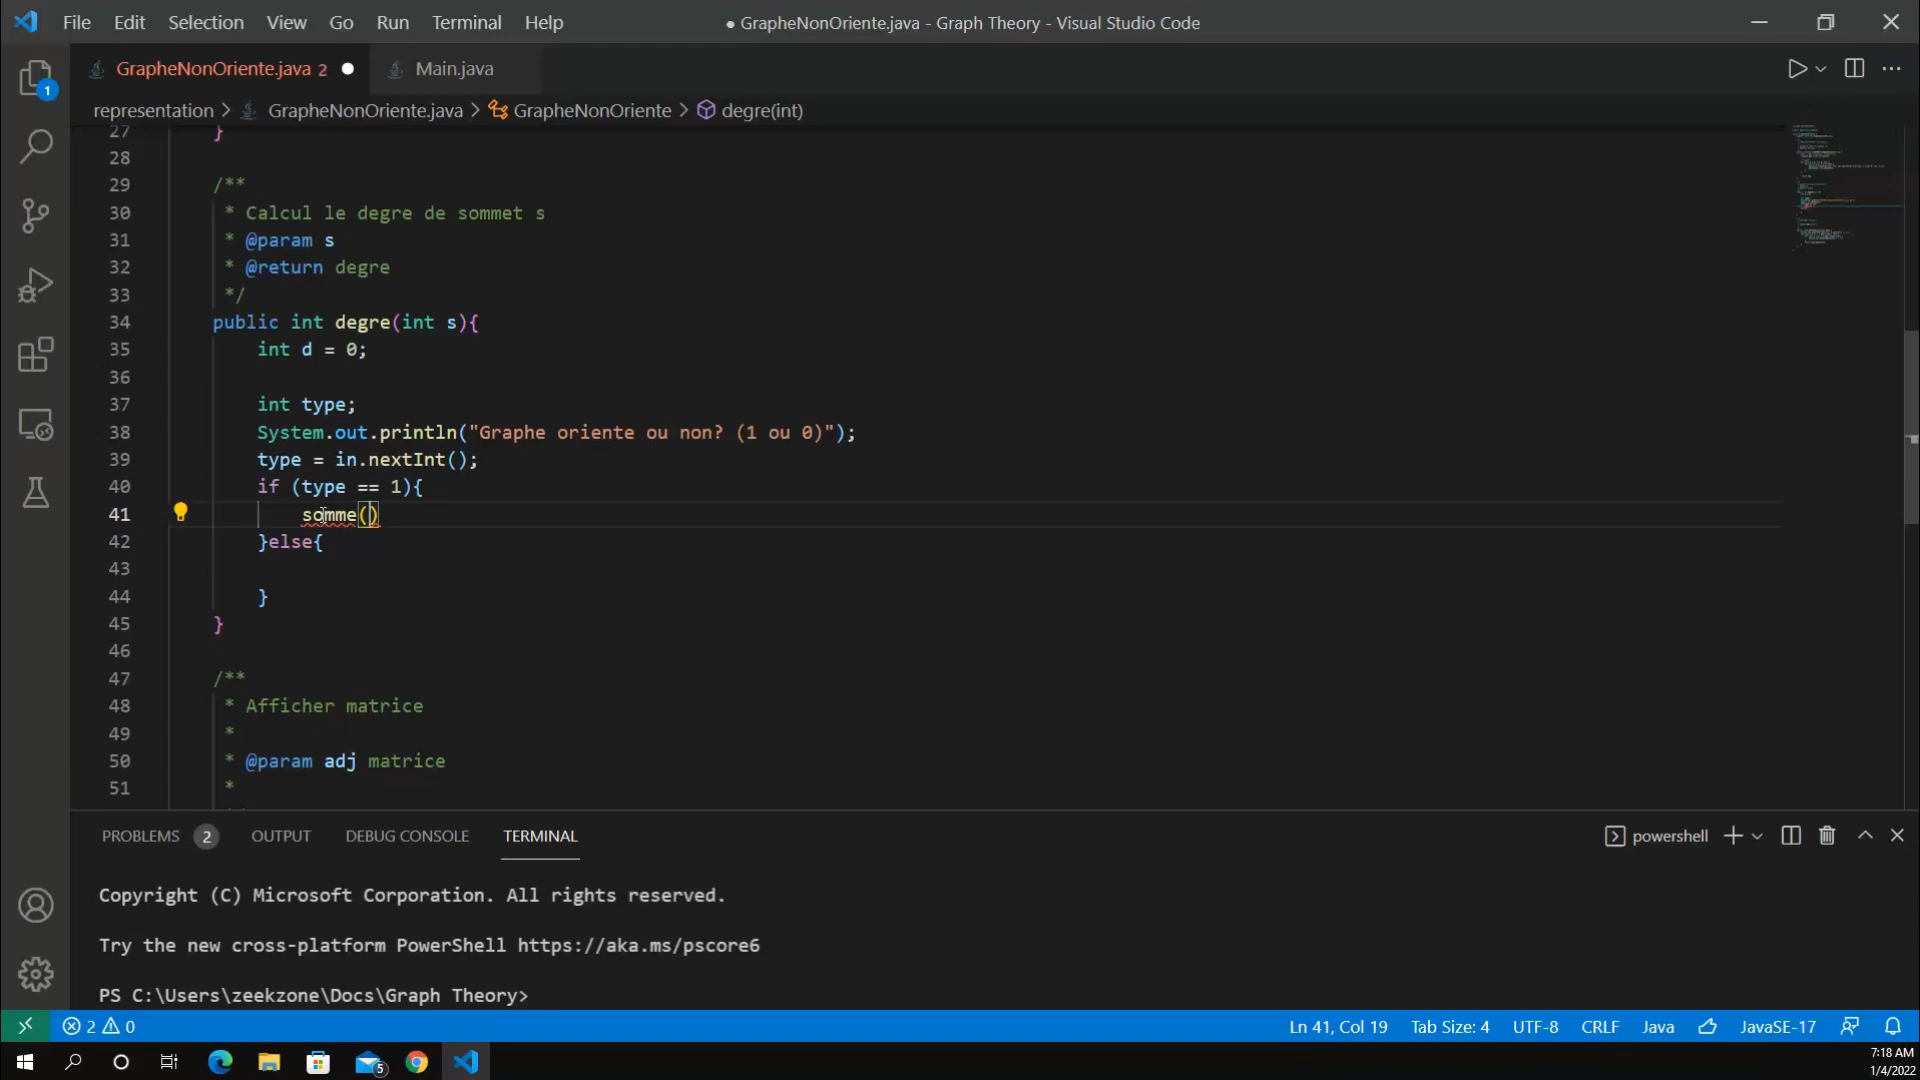 File Edit Selection View Go Run Terminal Help ● GrapheNonOriente.java - Graph Theory - Visual Studio Code
GrapheNonOriente.java 2 ● Main.java
1
representation > GrapheNonOriente.java > GrapheNonOriente > degre(int)
27 }
28
29 /**
30 * Calcul le degre de sommet s
31 * @param s
32 * @return degre
33 */
34 public int degre(int s){
35 int d = 0;
36
37 int type;
38 System.out.println("Graphe oriente ou non? (1 ou 0)");
39 type = in.nextInt();
40 if (type == 1){
41 somme()
42 }else{
43
44 }
45 }
46
47 /**
48 * Afficher matrice
49 *
50 * @param adj matrice
51 *
PROBLEMS 2 OUTPUT DEBUG CONSOLE TERMINAL powershell
Copyright (C) Microsoft Corporation. All rights reserved.
Try the new cross-platform PowerShell https://aka.ms/pscore6
PS C:\Users\zeekzone\Docs\Graph Theory>
2 0 Ln 41, Col 19 Tab Size: 4 UTF-8 CRLF Java JavaSE-17
5
7:18 AM
1/4/2022